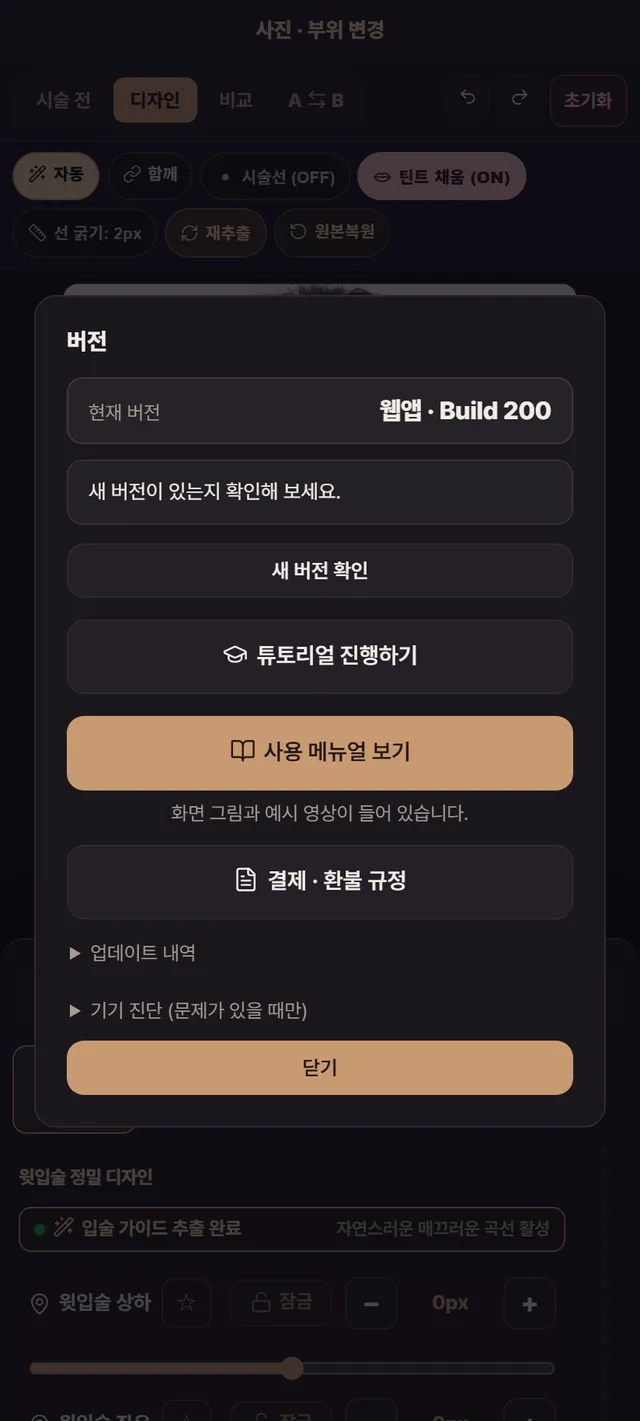 사진 · 부위 변경
시술 전 디자인 비교 A ⇆ B 초기화
자동 함께 시술선 (OFF) 틴트 채움 (ON)
선 굵기: 2px 재추출 원본복원
버전
현재 버전 웹앱 · Build 200
새 버전이 있는지 확인해 보세요.
새 버전 확인
튜토리얼 진행하기
사용 메뉴얼 보기
화면 그림과 예시 영상이 들어 있습니다.
결제 · 환불 규정
▶ 업데이트 내역
▶ 기기 진단 (문제가 있을 때만)
닫기
윗입술 정밀 디자인
입술 가이드 추출 완료 자연스러운 매끄러운 곡선 활성
윗입술 상하 ☆ 잠금 − 0px +